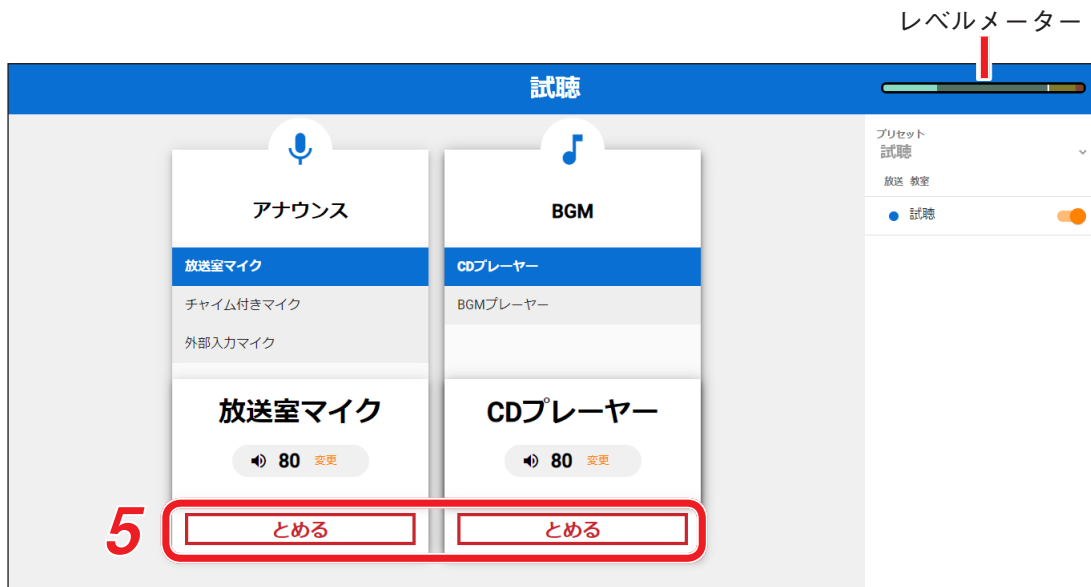 レベルメーター
試聴
プリセット
試聴
放送 教室
試聴
アナウンス
放送室マイク
チャイム付きマイク
外部入力マイク
放送室マイク
80 変更
とめる
BGM
CDプレーヤー
BGMプレーヤー
CDプレーヤー
80 変更
とめる
5